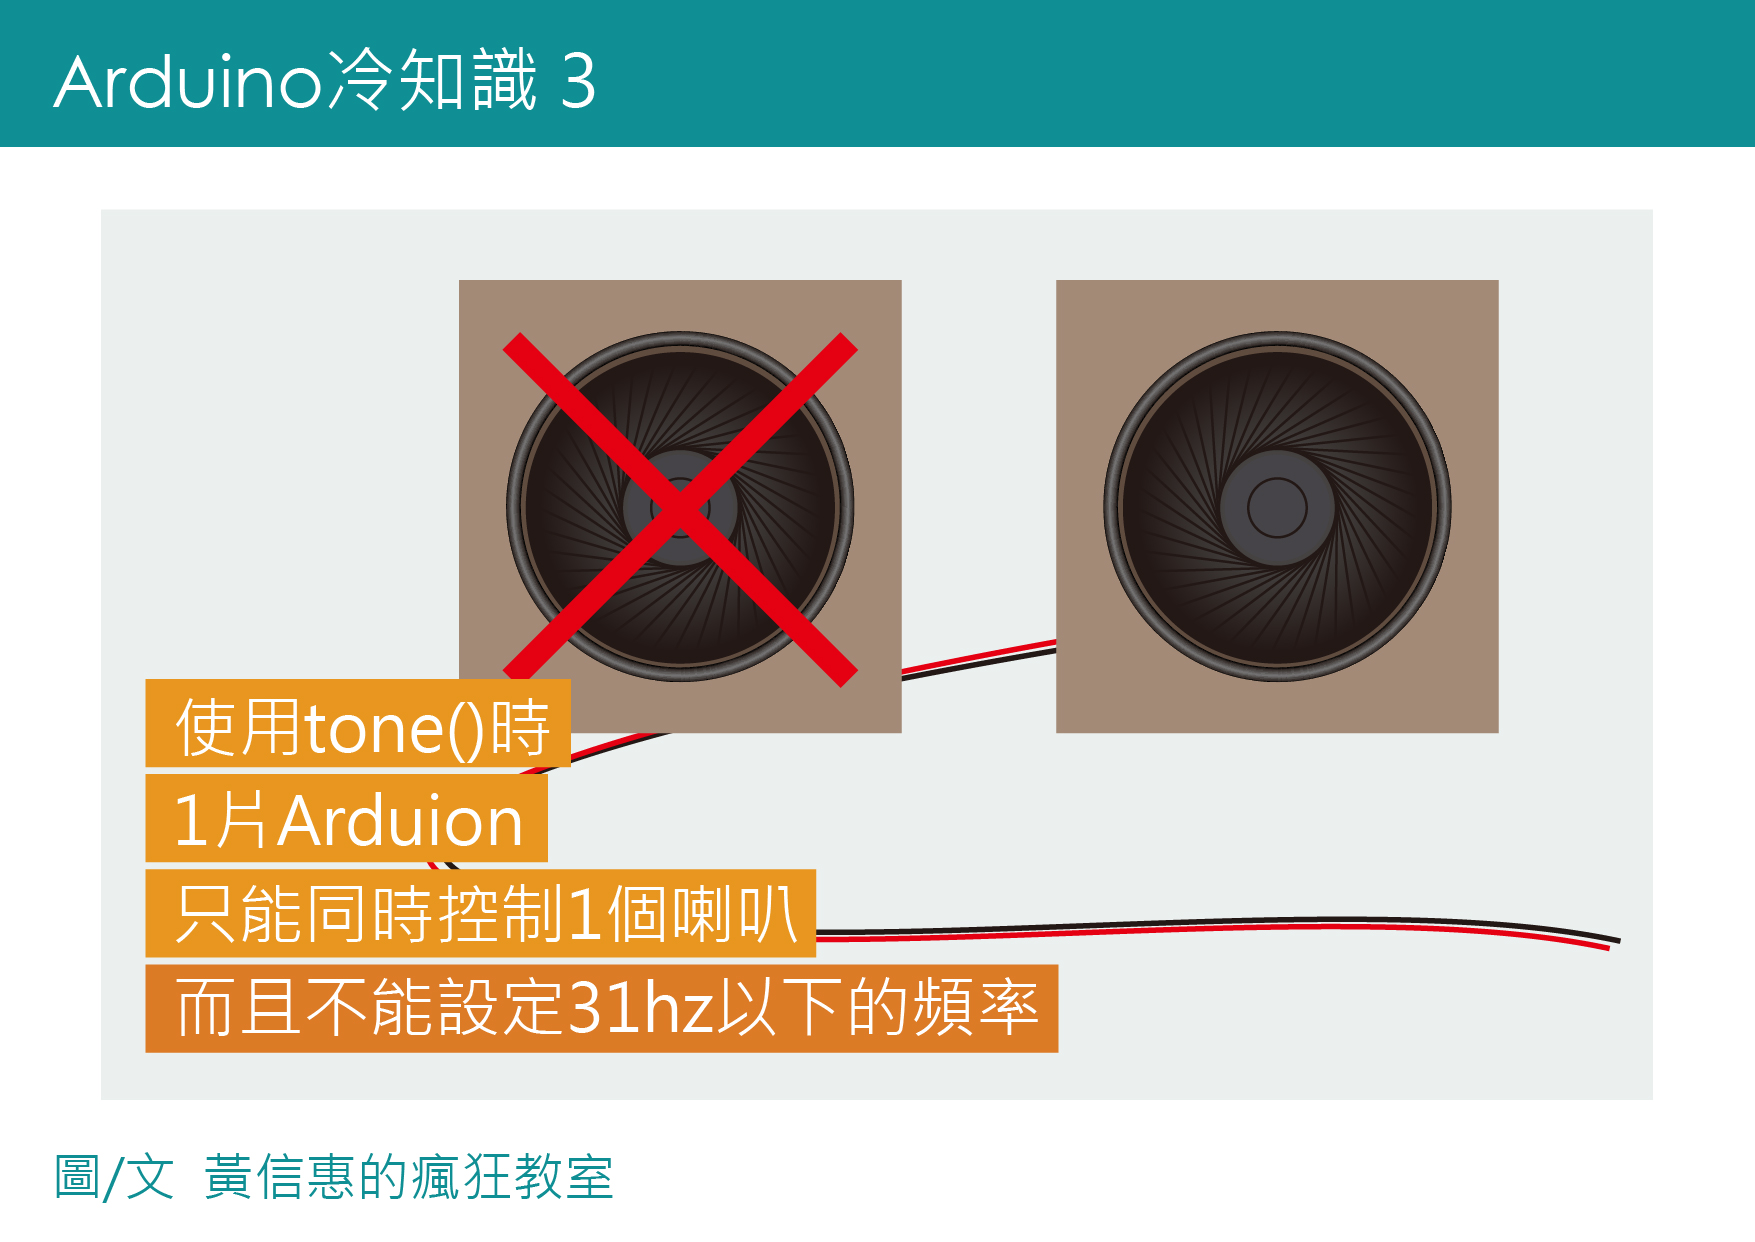 Arduino冷知識 3
使用tone()時
1片Arduion
只能同時控制1個喇叭
而且不能設定31hz以下的頻率
圖/文 黃信惠的瘋狂教室